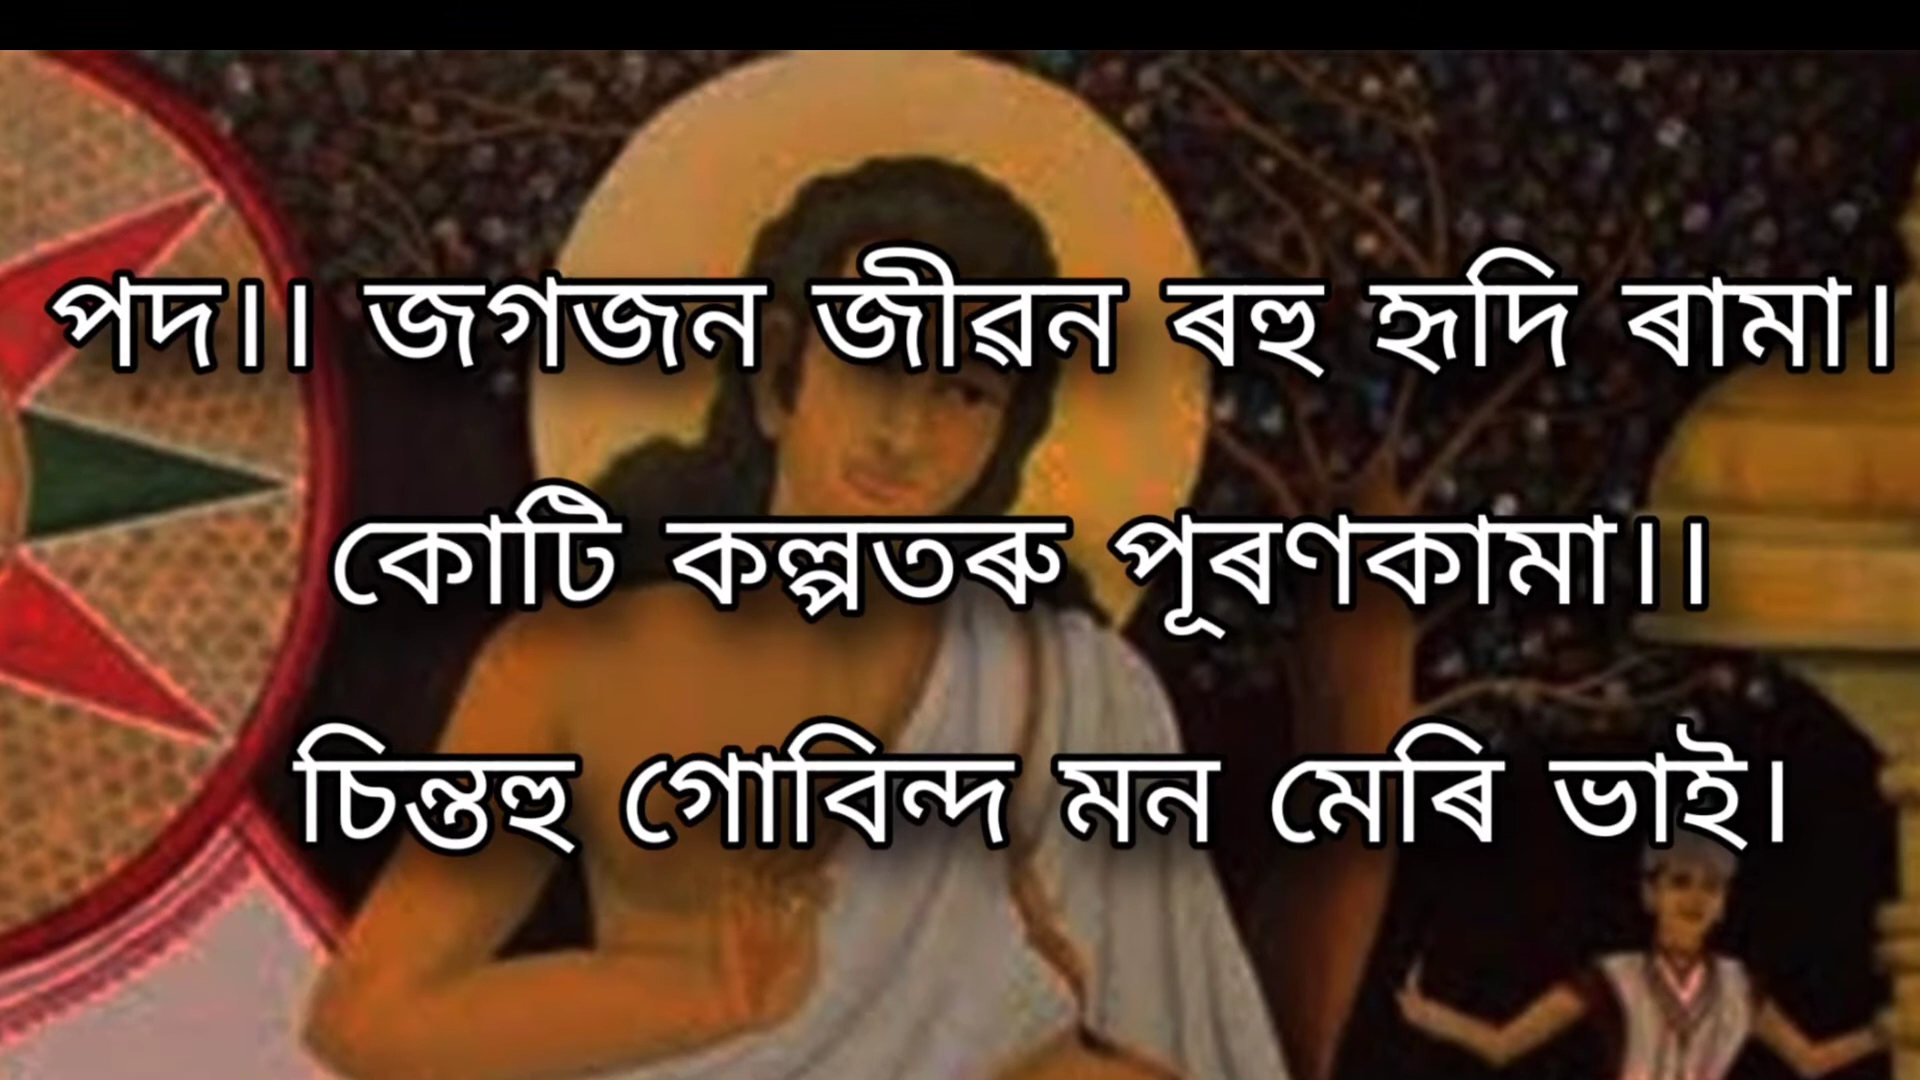 পদ।। জগজন জীৱন ৰহু হৃদি ৰামা।
কোটি কল্পতৰু পূৰণকামা।।
চিন্তহু গোবিন্দ মন মেৰি ভাই।